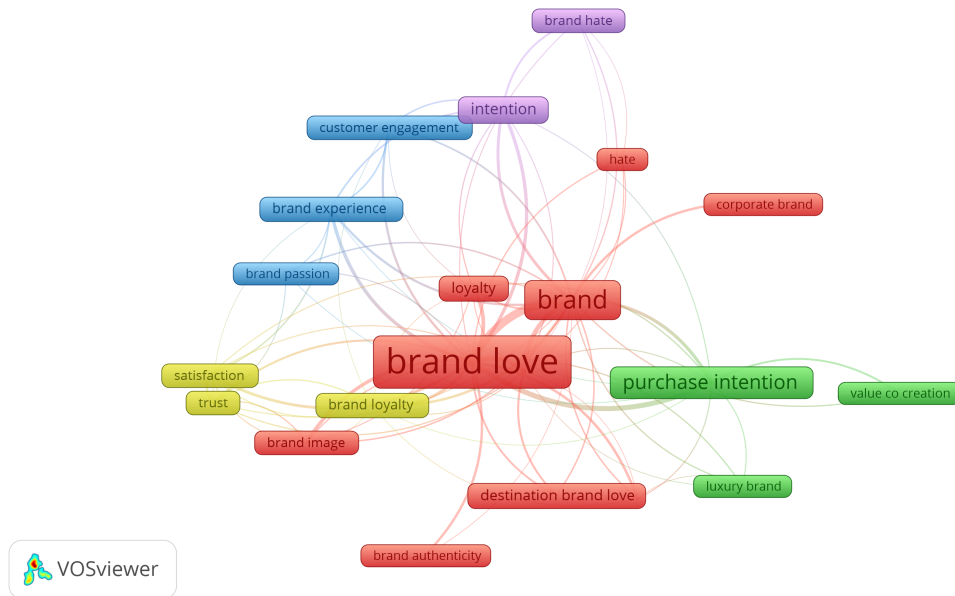 brand hate
intention
customer engagement
hate
corporate brand
brand experience
brand passion
loyalty
brand
brand love
satisfaction
purchase intention
value co creation
trust
brand loyalty
brand image
luxury brand
destination brand love
brand authenticity
VOSviewer